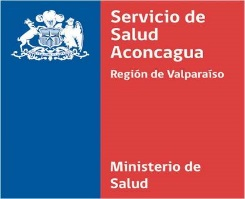 Servicio de
Salud
Aconcagua
Región de Valparaíso
Ministerio de
Salud